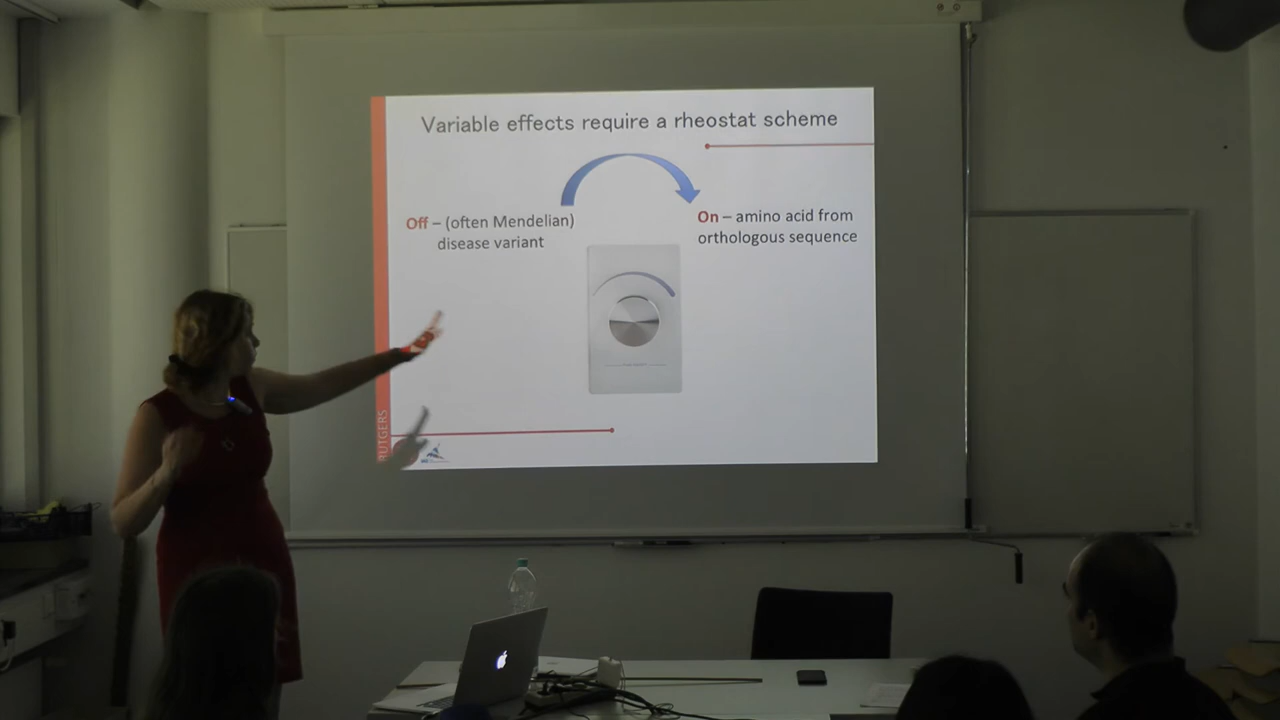 Variable effects require a rheostat scheme
Off – (often Mendelian)
disease variant
On – amino acid from
orthologous sequence
RUTGERS